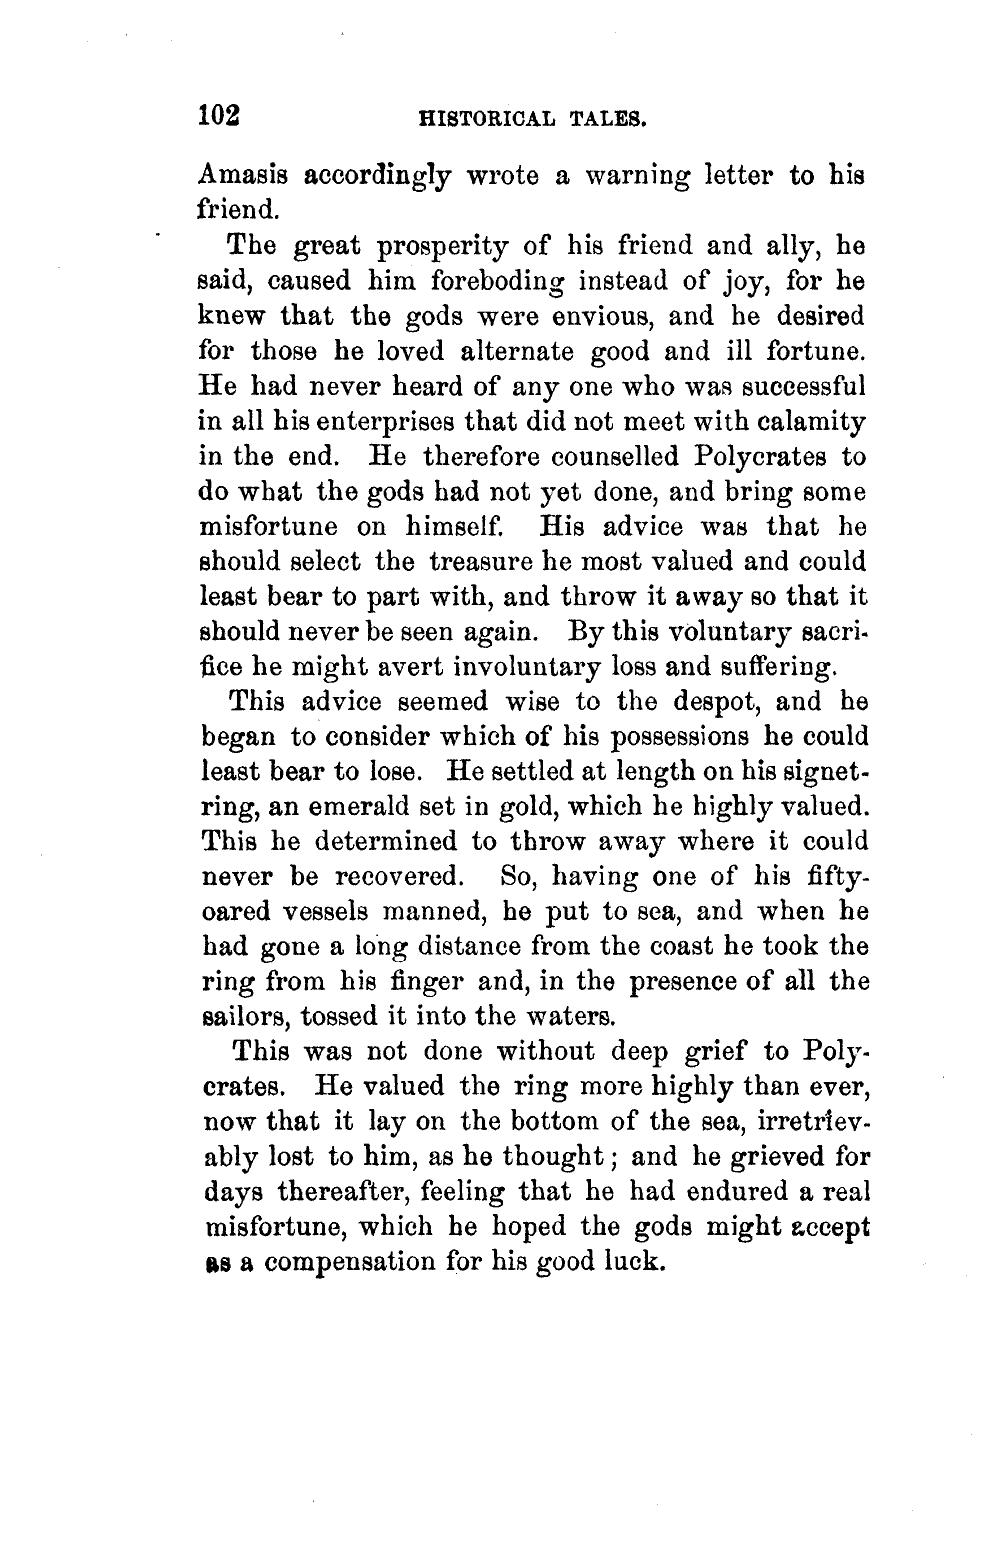 102 HISTORICAL TALES.
Amasis accordingly wrote a warning letter to his
friend.
The great prosperity of his friend and ally, he
said, caused him foreboding instead of joy, for he
knew that the gods were envious, and he desired
for those he loved alternate good and ill fortune.
He had never heard of any one who was successful
in all his enterprises that did not meet with calamity
in the end. He therefore counselled Polycrates to
do what the gods had not yet done, and bring some
misfortune on himself. His advice was that he
should select the treasure he most valued and could
least bear to part with, and throw it away so that it
should never be seen again. By this voluntary sacri-
fice he might avert involuntary loss and suffering.
This advice seemed wise to the despot, and he
began to consider which of his possessions he could
least bear to lose. He settled at length on his signet-
ring, an emerald set in gold, which he highly valued.
This he determined to throw away where it could
never be recovered. So, having one of his fifty-
oared vessels manned, he put to sea, and when he
had gone a long distance from the coast he took the
ring from his finger and, in the presence of all the
sailors, tossed it into the waters.
This was not done without deep grief to Poly-
crates. He valued the ring more highly than ever,
now that it lay on the bottom of the sea, irretriev-
ably lost to him, as he thought; and he grieved for
days thereafter, feeling that he had endured a real
misfortune, which he hoped the gods might accept
as a compensation for his good luck.